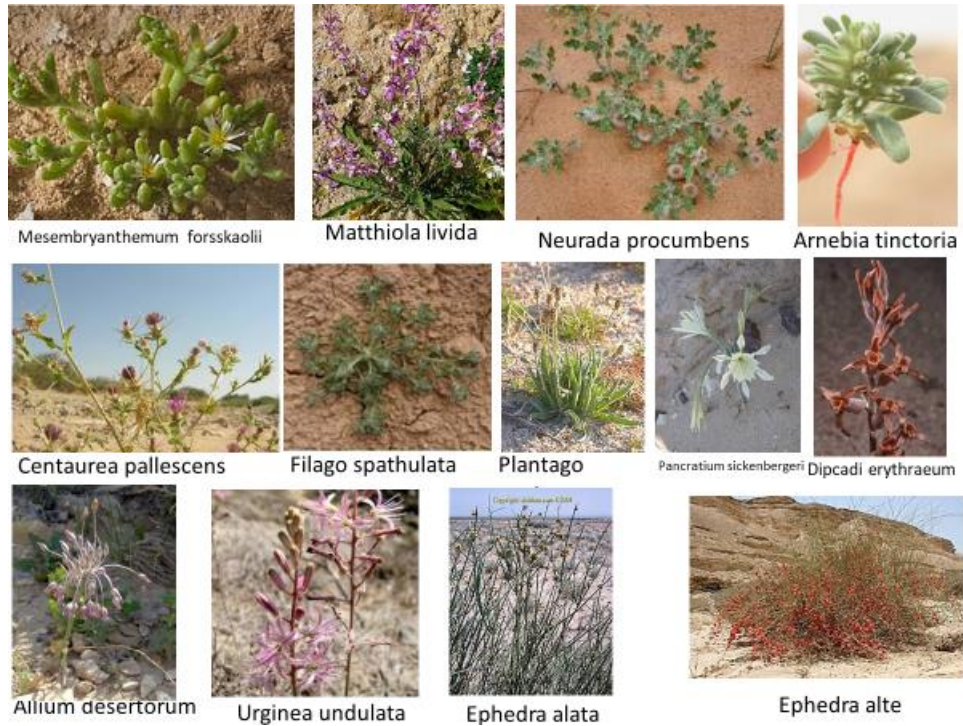 Mesembryanthemum forsskaolii
Matthiola livida
Neurada procumbens
Arnebia tinctoria
Centaurea pallescens
Filago spathulata
Plantago
Pancratium sickenbergeri
Dipcadi erythraeum
Allium desertorum
Urginea undulata
Ephedra alata
Ephedra alte